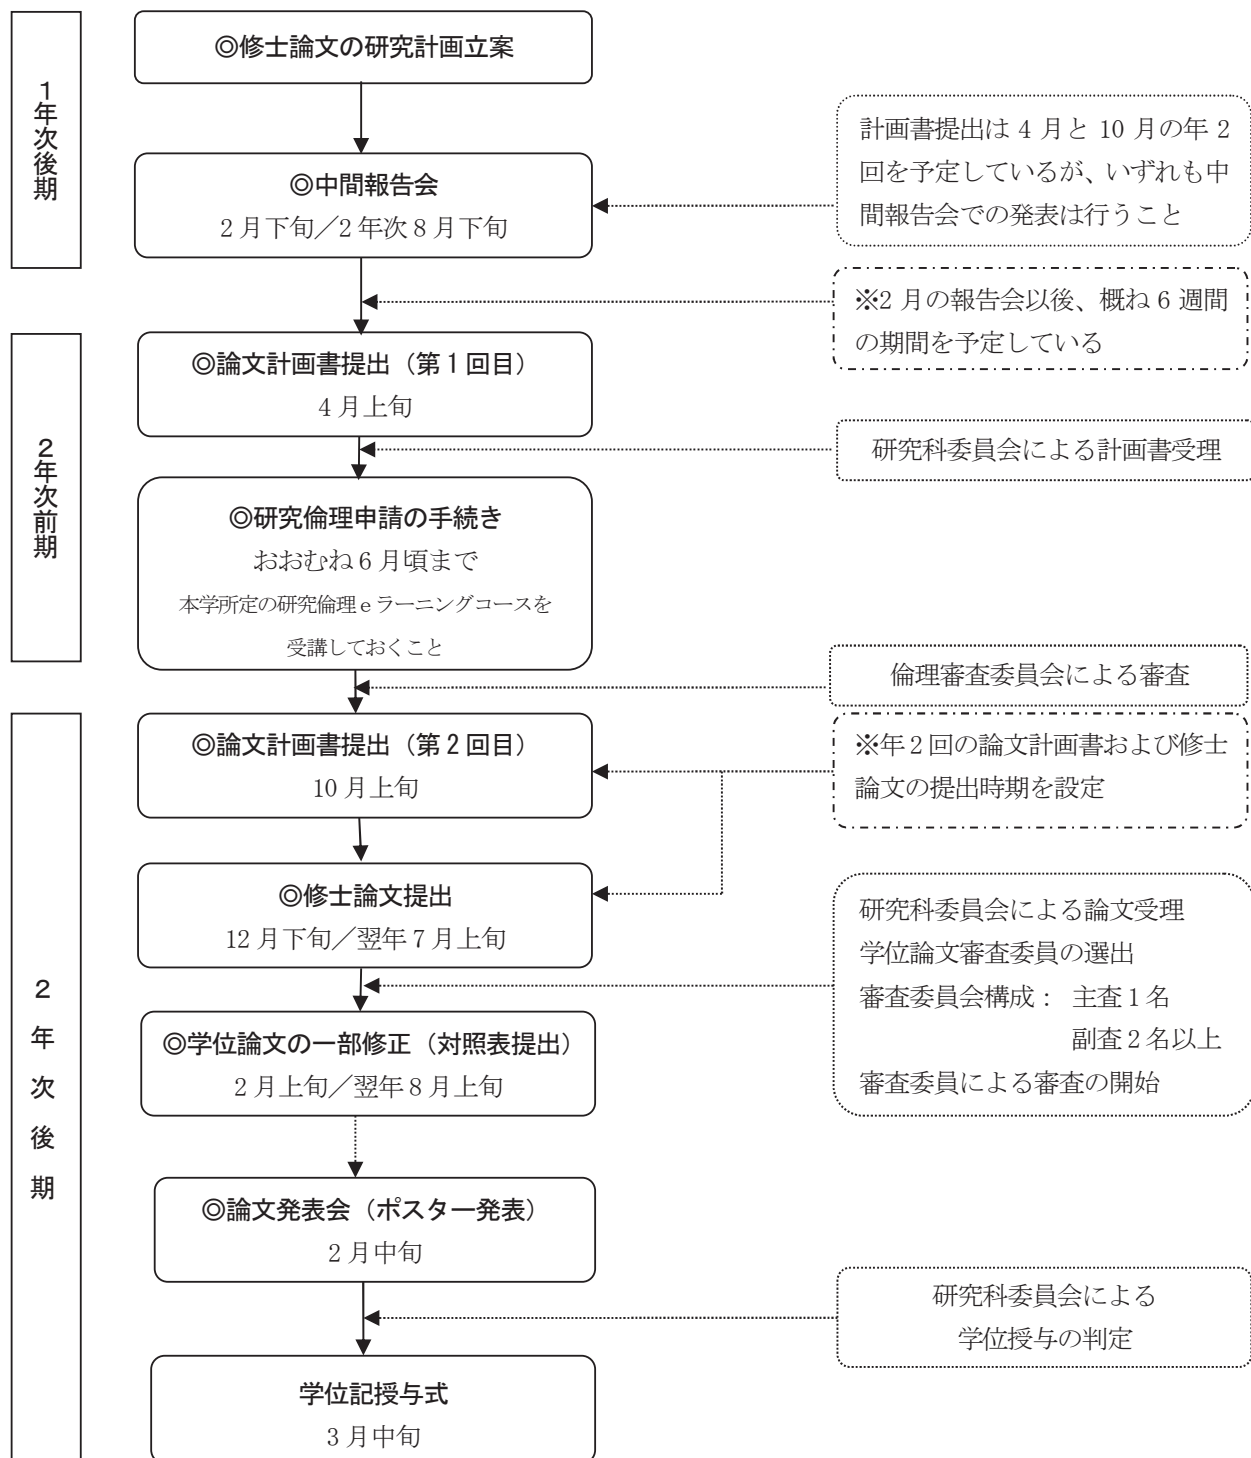 1年次後期
◎修士論文の研究計画立案
◎中間報告会
2月下旬／2年次8月下旬
計画書提出は4月と10月の年2
回を予定しているが、いずれも中
間報告会での発表は行うこと
※2月の報告会以後、概ね6週間
の期間を予定している
2年次前期
◎論文計画書提出（第1回目）
4月上旬
研究科委員会による計画書受理
◎研究倫理申請の手続き
おおむね6月頃まで
本学所定の研究倫理eラーニングコースを
受講しておくこと
倫理審査委員会による審査
2年次後期
◎論文計画書提出（第2回目）
10月上旬
※年2回の論文計画書および修士
論文の提出時期を設定
◎修士論文提出
12月下旬／翌年7月上旬
研究科委員会による論文受理
学位論文審査委員の選出
審査委員会構成： 主査1名
副査2名以上
審査委員による審査の開始
◎学位論文の一部修正（対照表提出）
2月上旬／翌年8月上旬
◎論文発表会（ポスター発表）
2月中旬
研究科委員会による
学位授与の判定
学位記授与式
3月中旬